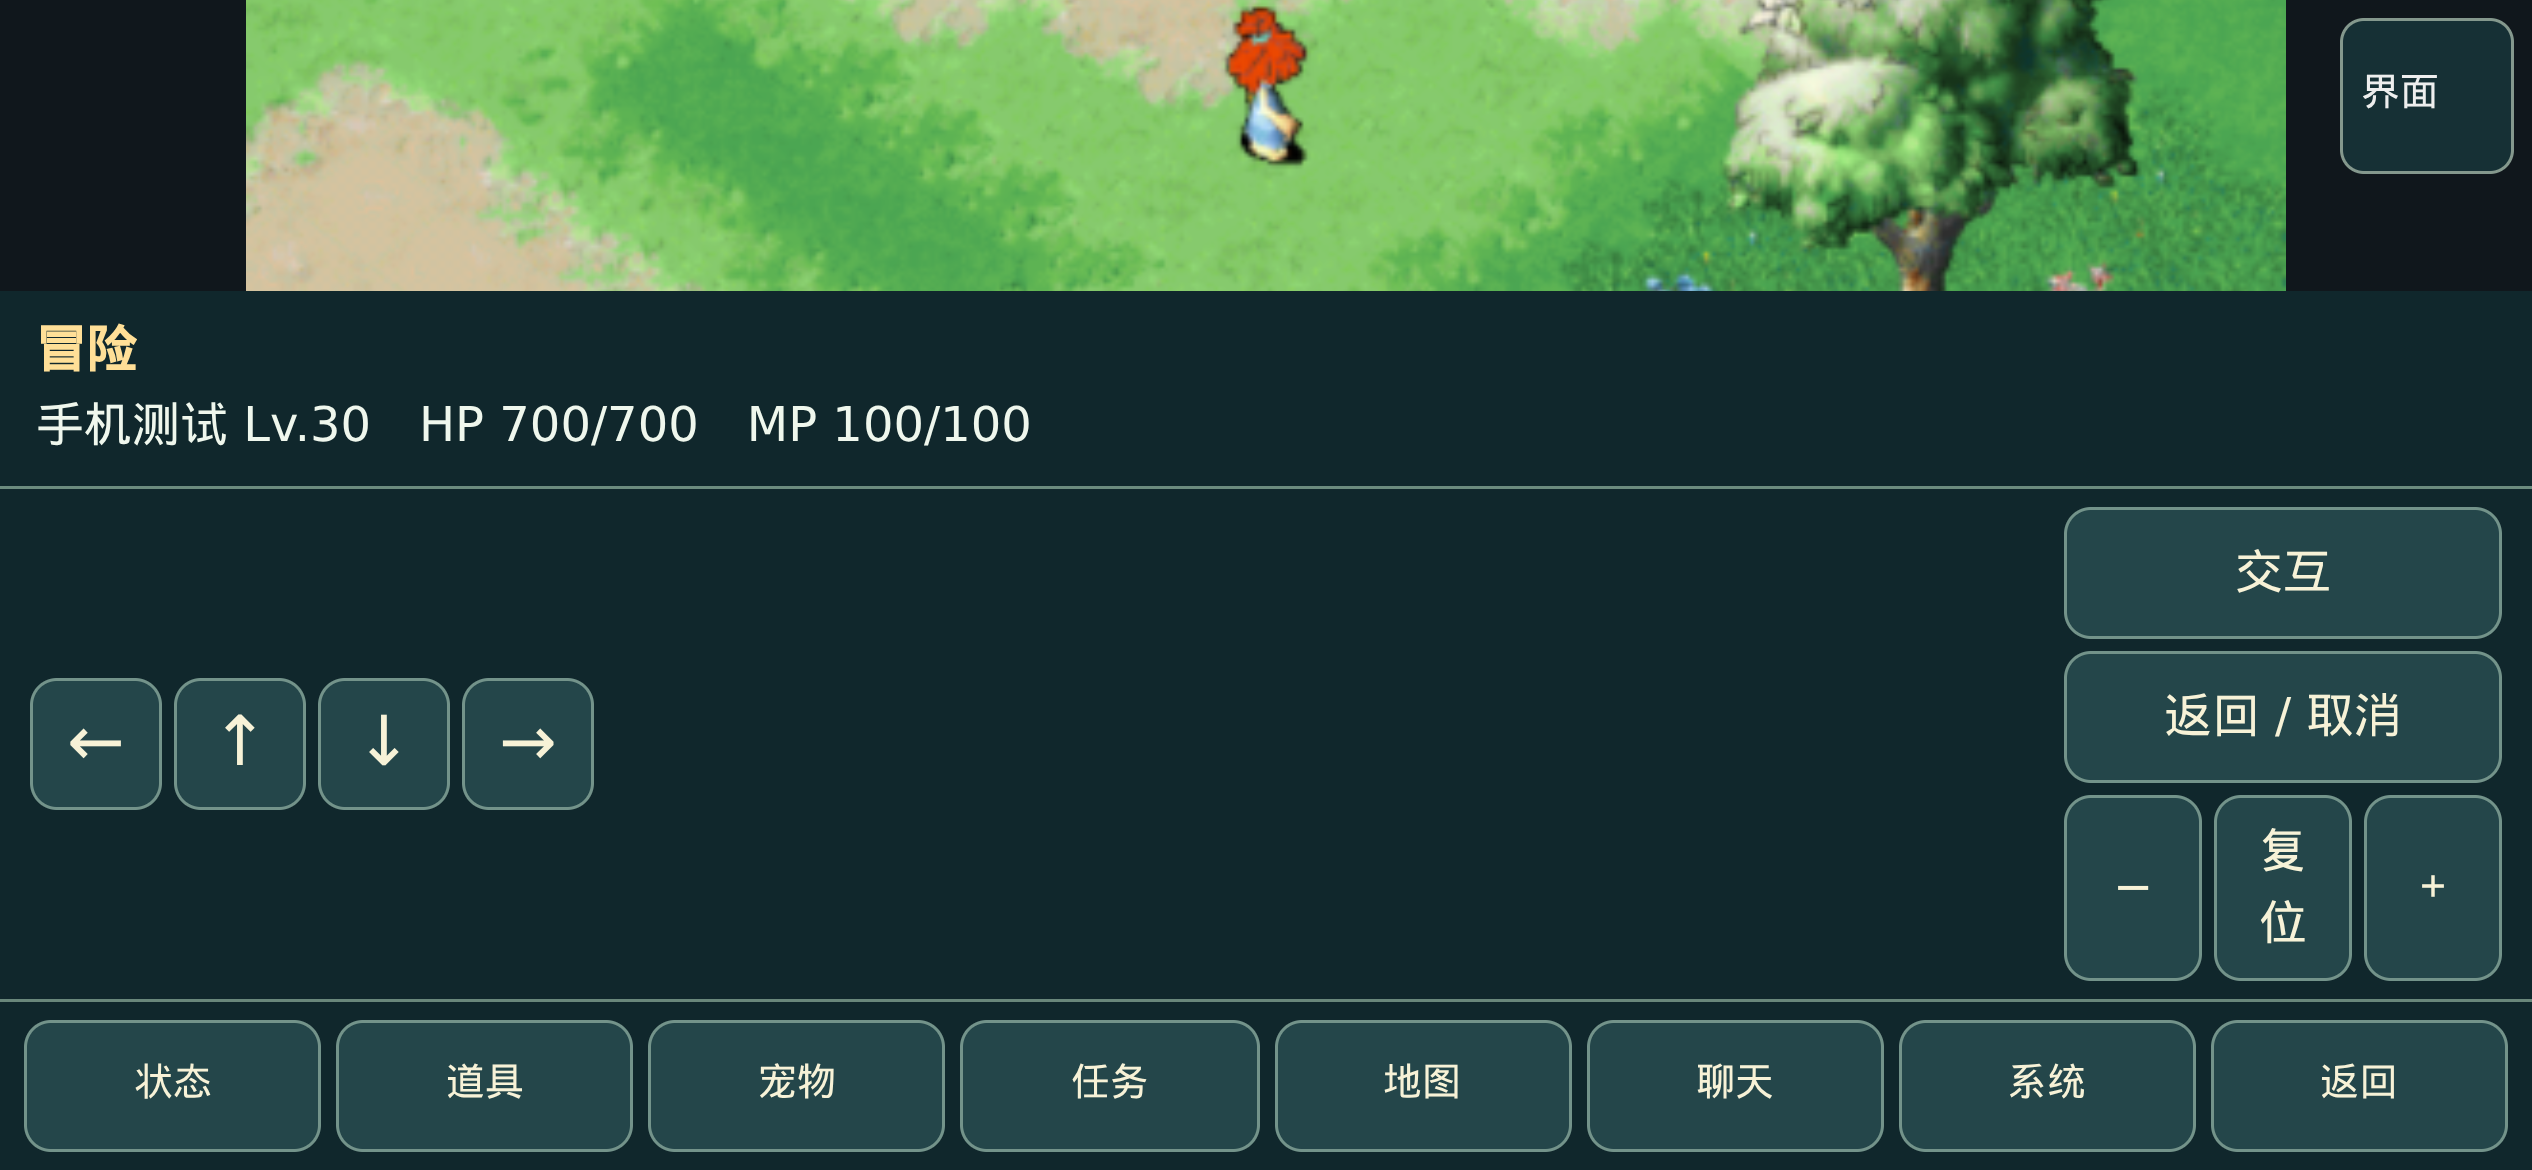 界面
冒险
手机测试 Lv.30 HP 700/700 MP 100/100
交互
返回 / 取消
← ↑ ↓ →
− 复位 +
状态 道具 宠物 任务 地图 聊天 系统 返回